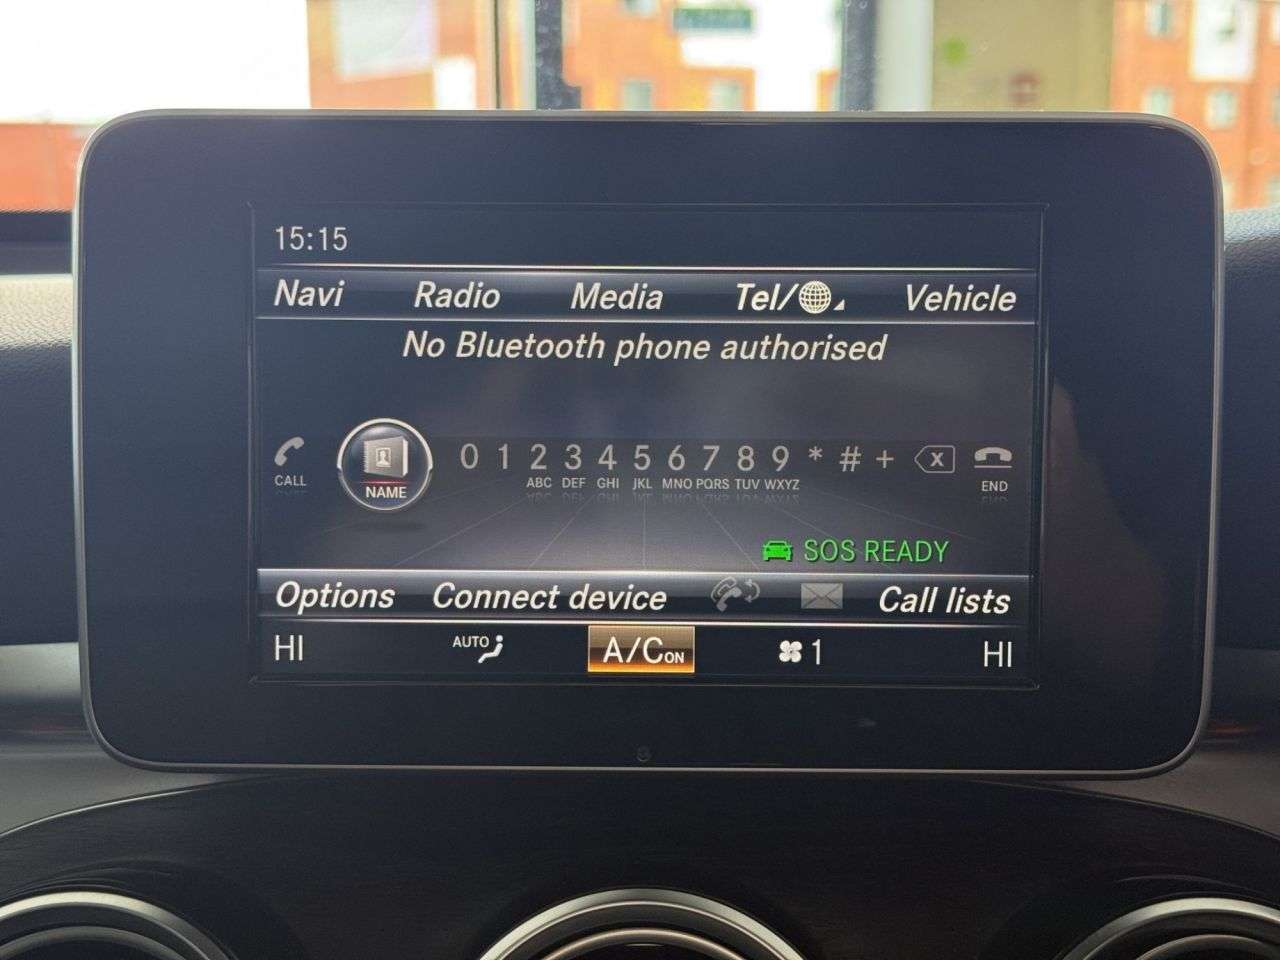 15:15
Navi Radio Media Tel/ Vehicle
No Bluetooth phone authorised
0 1 2 3 4 5 6 7 8 9 * # +
CALL NAME ABC DEF GHI JKL MNO PQRS TUV WXYZ END
SOS READY
Options Connect device Call lists
HI AUTO A/C ON 1 HI